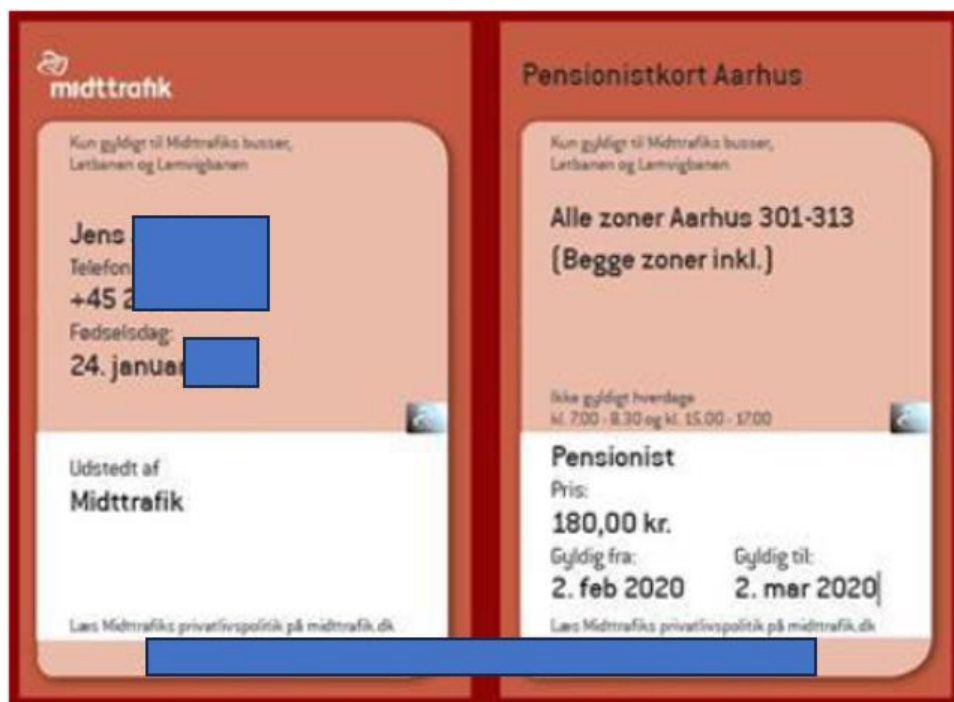 midttrafik
Kun gyldigt til Midttrafiks busser,
Letbanen og Lemvigbanen
Jens
Telefon
+45 2
Fødselsdag:
24. januar
Udstedt af
Midttrafik
Læs Midttrafiks privatlivspolitik på midttrafik.dk
Pensionistkort Aarhus
Kun gyldigt til Midttrafiks busser,
Letbanen og Lemvigbanen
Alle zoner Aarhus 301-313
(Begge zoner inkl.)
Ikke gyldigt hverdage
kl. 7.00 - 8.30 og kl. 15.00 - 17.00
Pensionist
Pris:
180,00 kr.
Gyldig fra: Gyldig til:
2. feb 2020 2. mar 2020
Læs Midttrafiks privatlivspolitik på midttrafik.dk